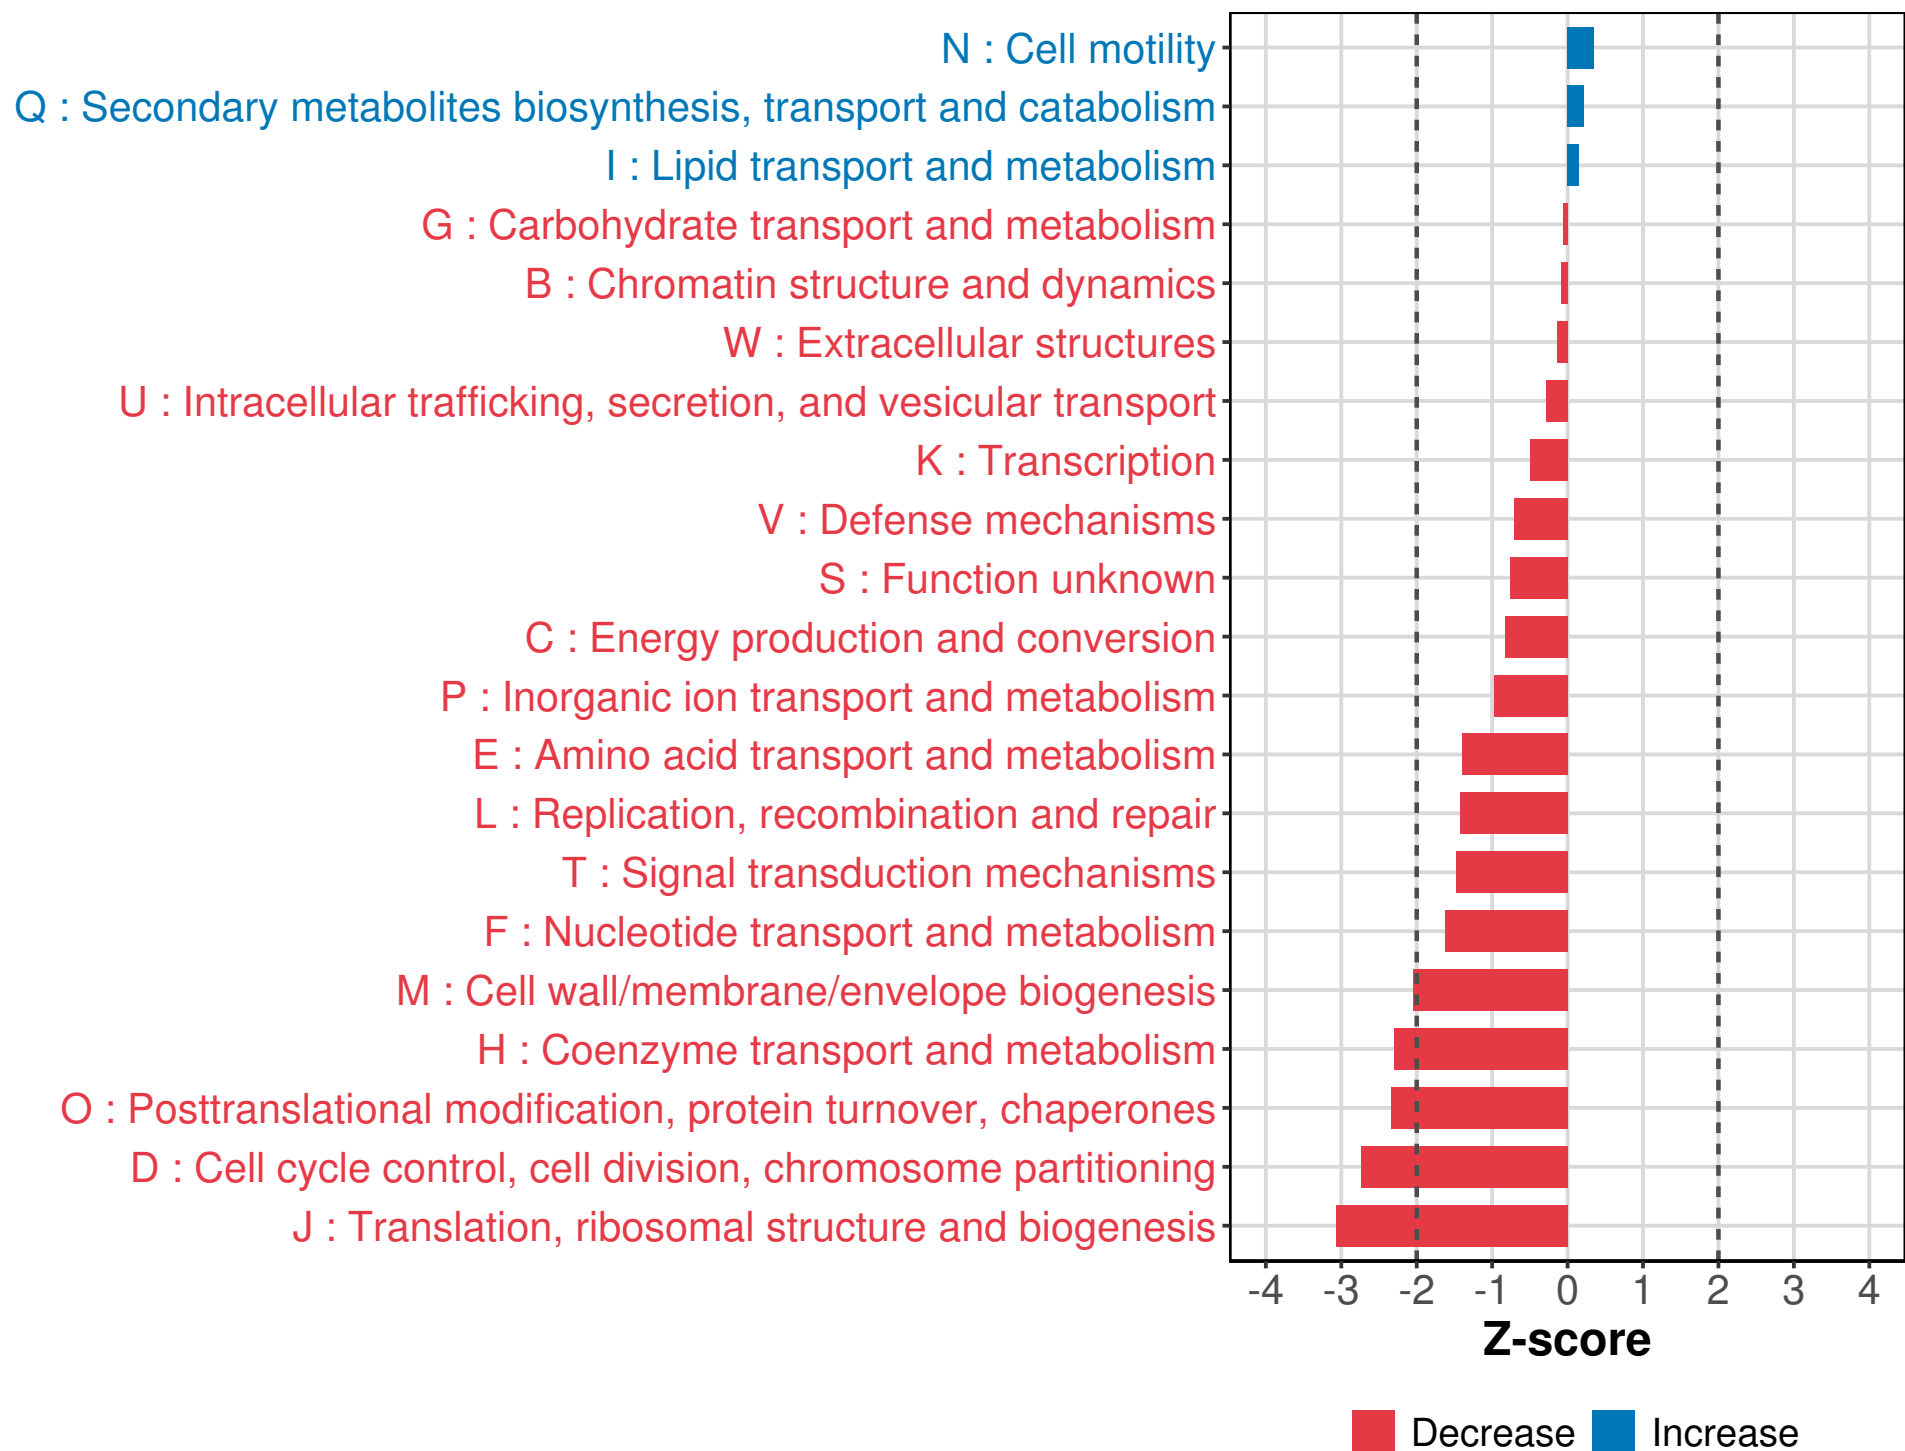 N : Cell motility
Q : Secondary metabolites biosynthesis, transport and catabolism
I : Lipid transport and metabolism
G : Carbohydrate transport and metabolism
B : Chromatin structure and dynamics
W : Extracellular structures
U : Intracellular trafficking, secretion, and vesicular transport
K : Transcription
V : Defense mechanisms
S : Function unknown
C : Energy production and conversion
P : Inorganic ion transport and metabolism
E : Amino acid transport and metabolism
L : Replication, recombination and repair
T : Signal transduction mechanisms
F : Nucleotide transport and metabolism
M : Cell wall/membrane/envelope biogenesis
H : Coenzyme transport and metabolism
O : Posttranslational modification, protein turnover, chaperones
D : Cell cycle control, cell division, chromosome partitioning
J : Translation, ribosomal structure and biogenesis
-4 -3 -2 -1 0 1 2 3 4
Z-score
Decrease Increase